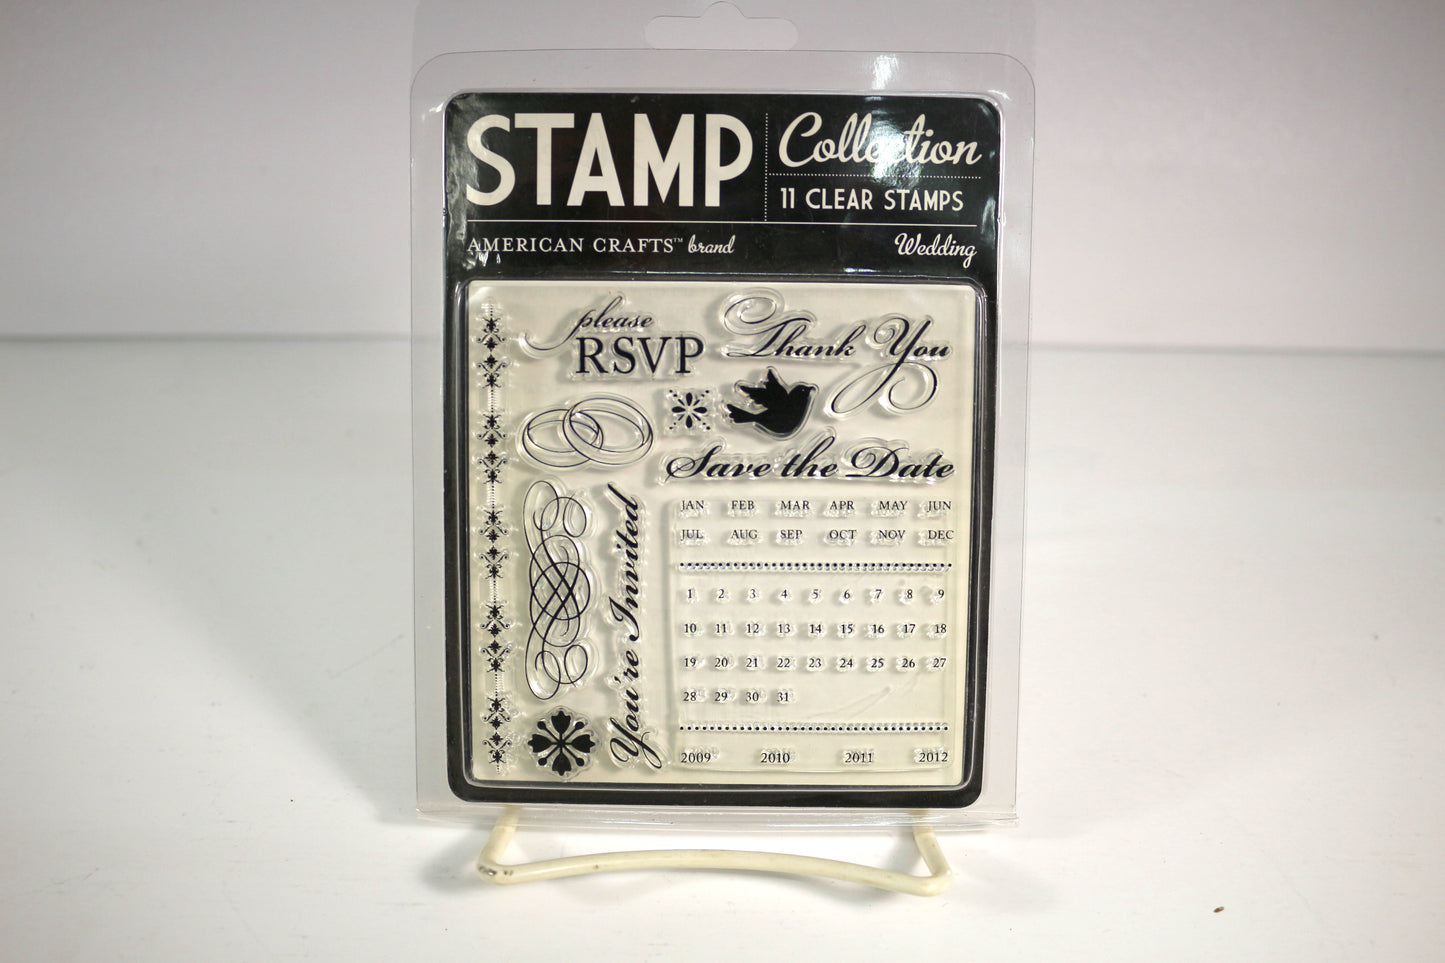 STAMP
Collection
11 CLEAR STAMPS
AMERICAN CRAFTS™ brand
Wedding
please
RSVP
Thank You
Save the Date
You're Invited
JAN FEB MAR APR MAY JUN
JUL AUG SEP OCT NOV DEC
1 2 3 4 5 6 7 8 9
10 11 12 13 14 15 16 17 18
19 20 21 22 23 24 25 26 27
28 29 30 31
2009 2010 2011 2012